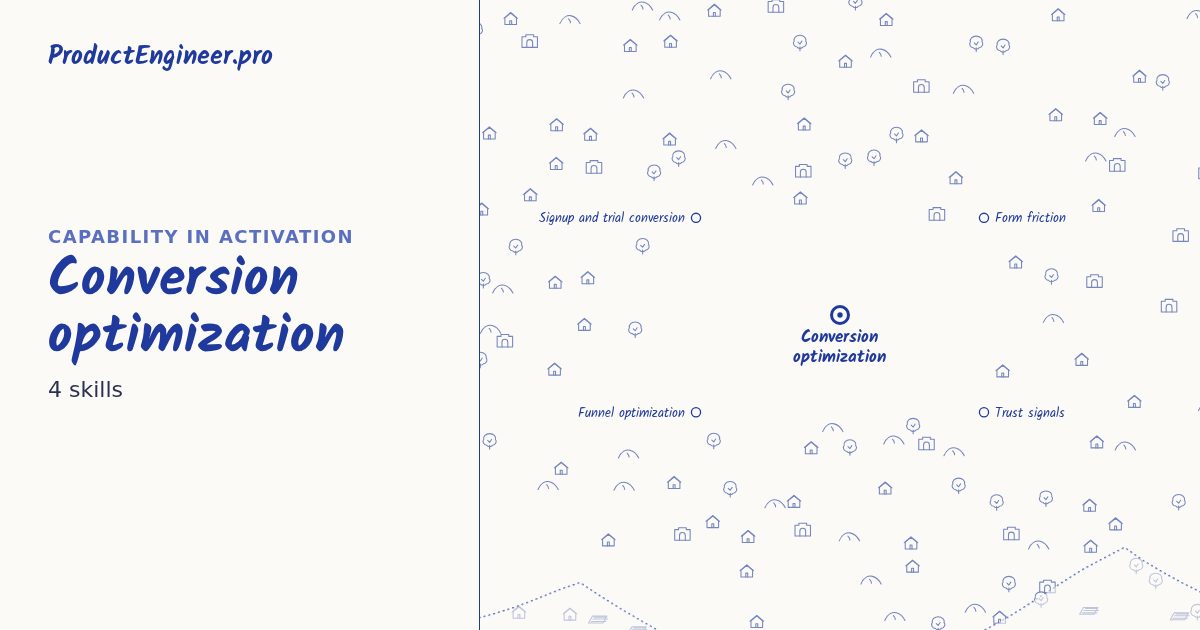 ProductEngineer.pro
CAPABILITY IN ACTIVATION
Conversion
optimization
4 skills
Signup and trial conversion
Form friction
Conversion
optimization
Funnel optimization
Trust signals